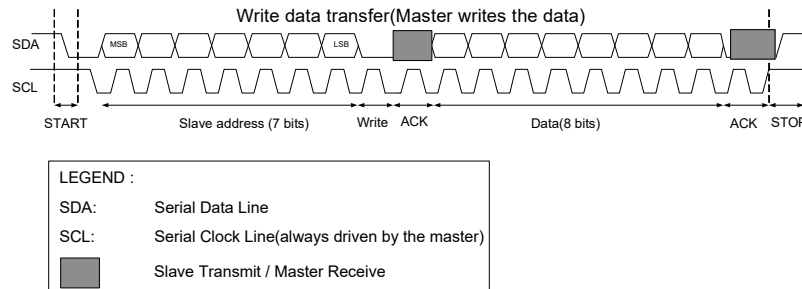 Write data transfer(Master writes the data)
SDA
MSB
LSB
SCL
START
Slave address (7 bits)
Write
ACK
Data(8 bits)
ACK
STOP
LEGEND :
SDA: Serial Data Line
SCL: Serial Clock Line(always driven by the master)
Slave Transmit / Master Receive